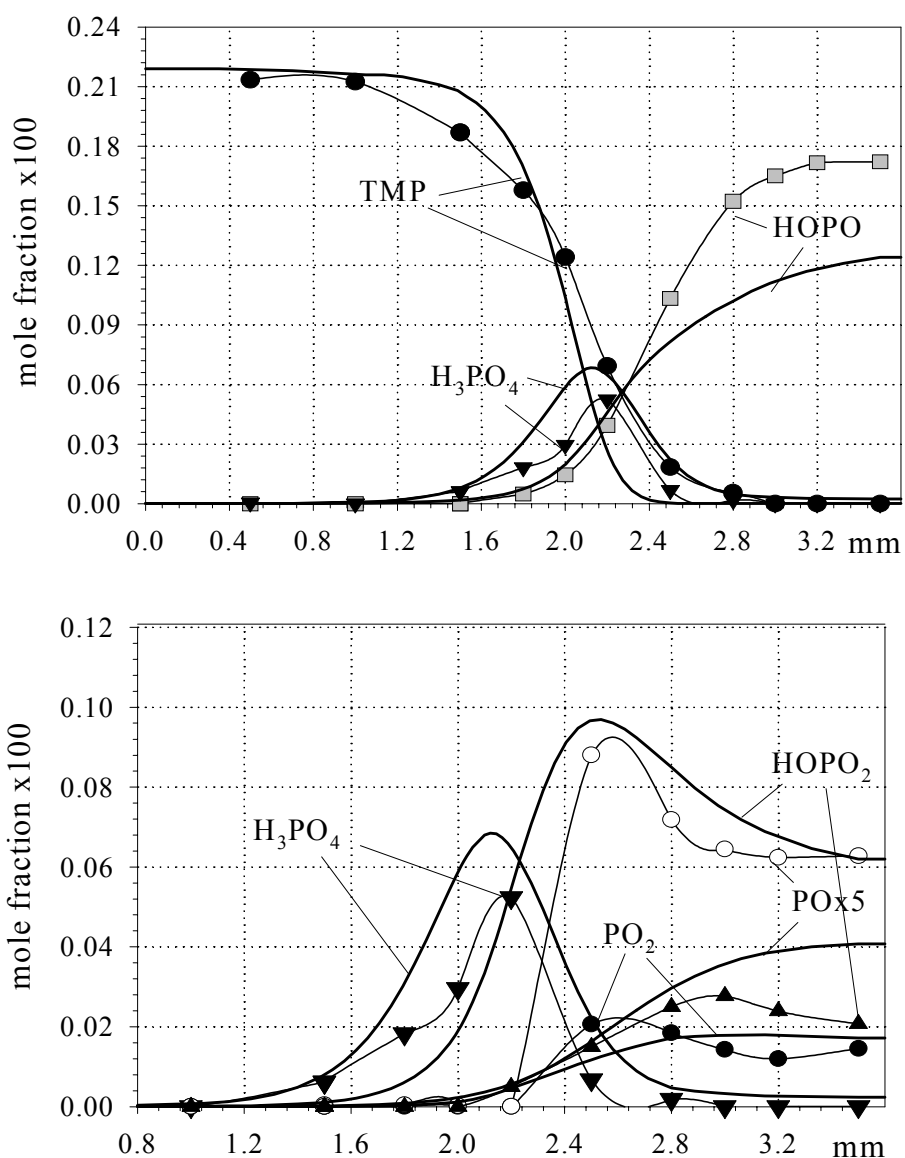 mole fraction x100
0.24
0.21
0.18
0.15
0.12
0.09
0.06
0.03
0.00
TMP
HOPO
H₃PO₄
0.0 0.4 0.8 1.2 1.6 2.0 2.4 2.8 3.2 mm
mole fraction x100
0.12
0.10
0.08
0.06
0.04
0.02
0.00
HOPO₂
H₃PO₄
POx5
PO₂
0.8 1.2 1.6 2.0 2.4 2.8 3.2 mm